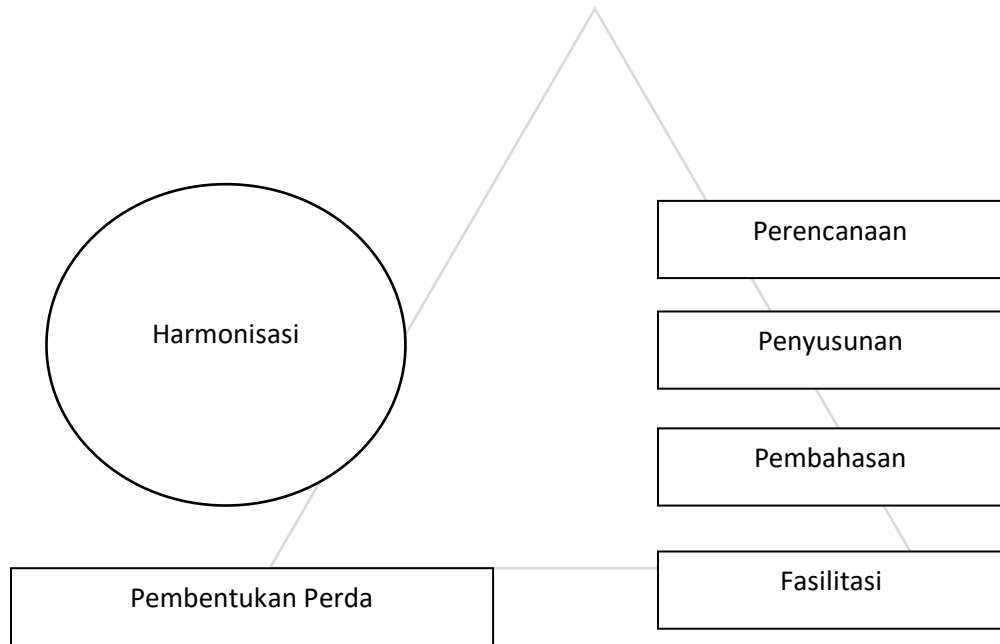 Perencanaan
Harmonisasi
Penyusunan
Pembahasan
Fasilitasi
Pembentukan Perda